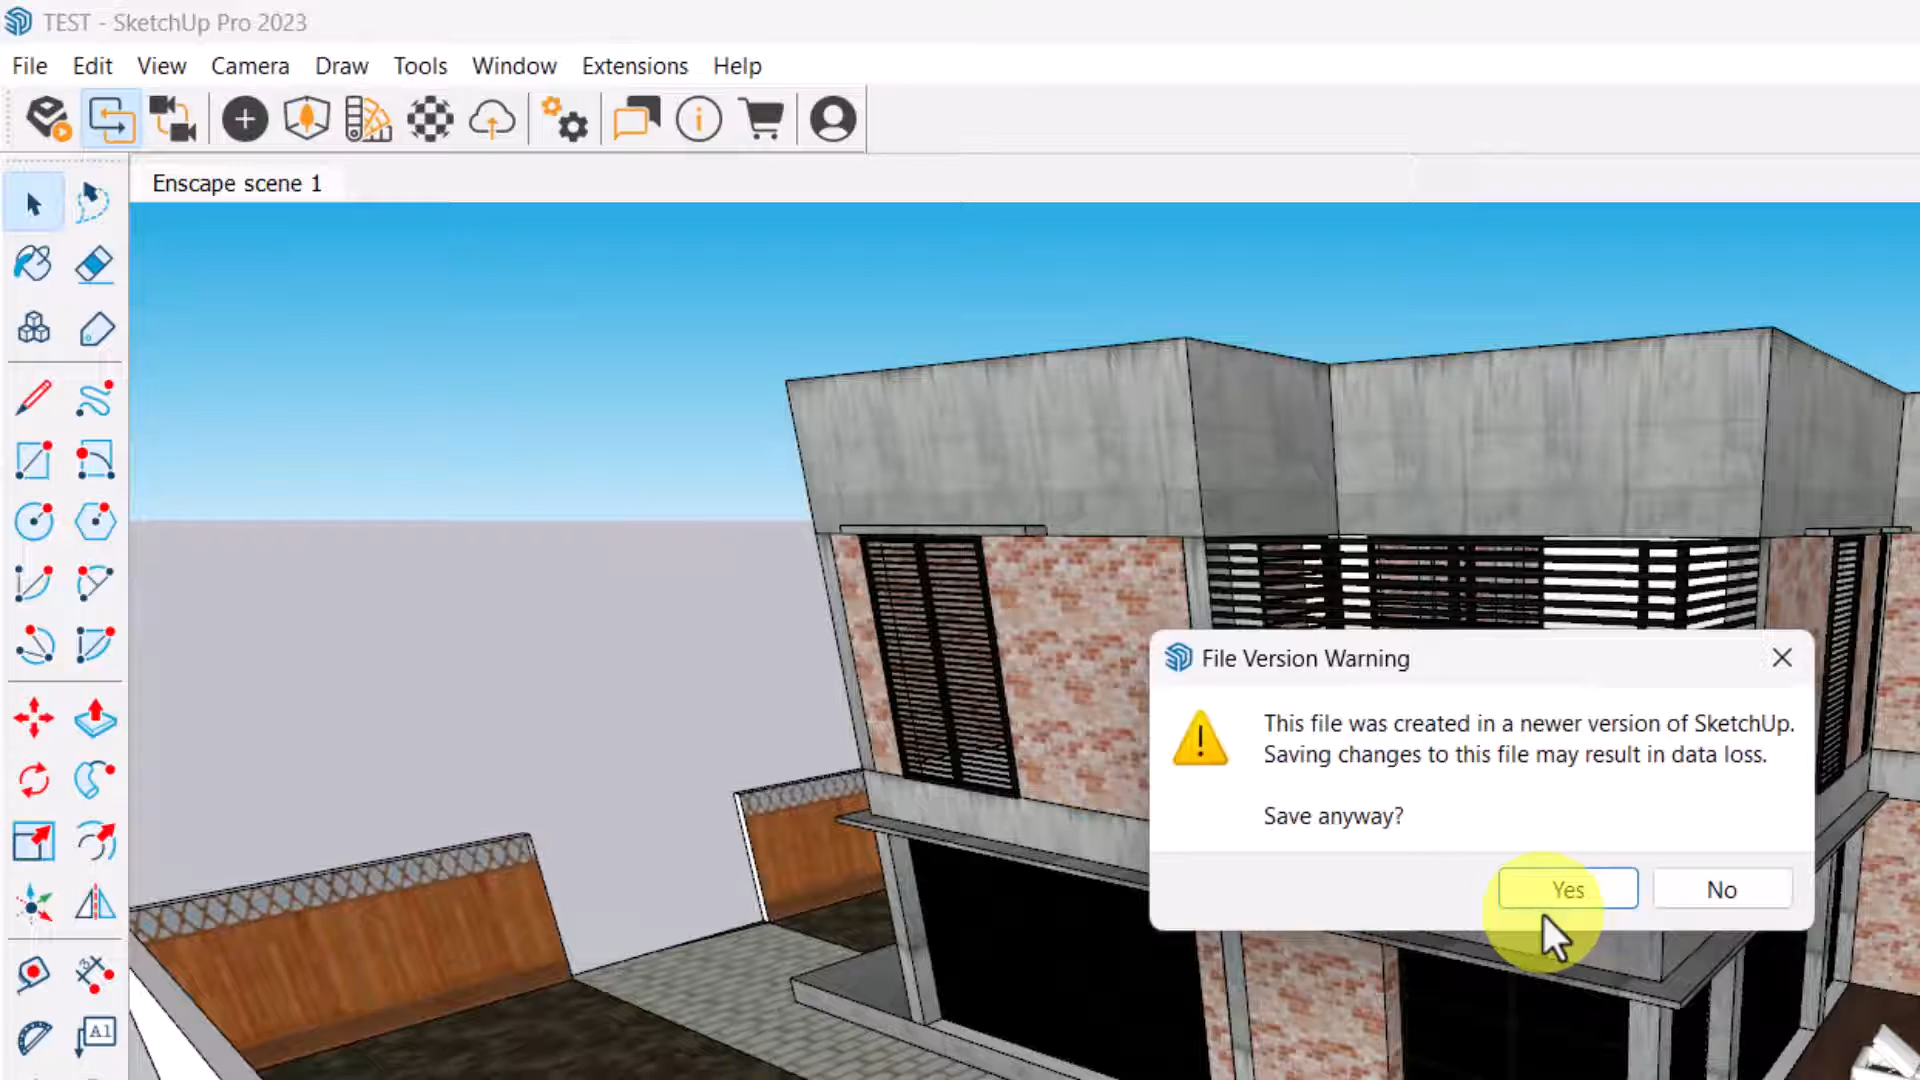 TEST - SketchUp Pro 2023
File Edit View Camera Draw Tools Window Extensions Help
Enscape scene 1
File Version Warning
This file was created in a newer version of SketchUp.
Saving changes to this file may result in data loss.
Save anyway?
Yes No
3
A1